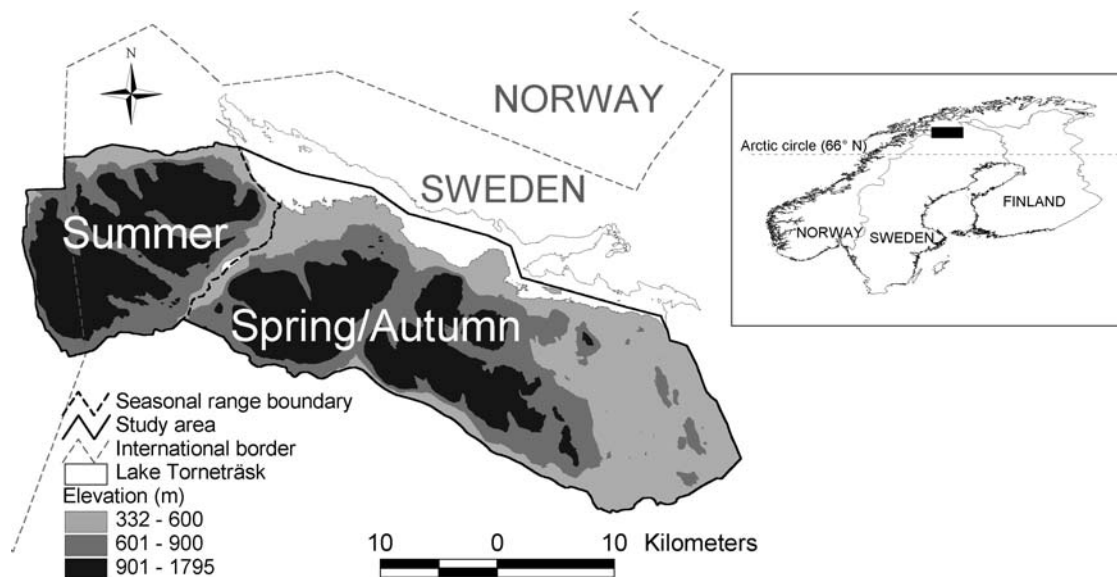 N
NORWAY
SWEDEN
Summer
Spring/Autumn
Seasonal range boundary
Study area
International border
Lake Torneträsk
Elevation (m)
332 - 600
601 - 900
901 - 1795
10 0 10 Kilometers
Arctic circle (66° N)
FINLAND
NORWAY
SWEDEN